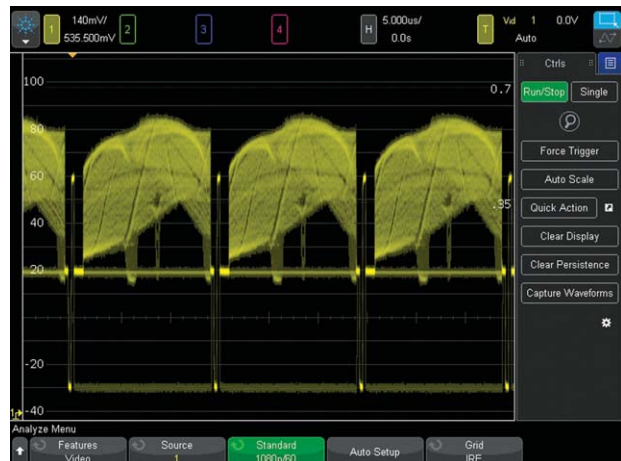 1 140mV/ 535.500mV 2 3 4 H 5.000us/ 0.0s T Vid 1 0.0V Auto
Ctrls
Run/Stop Single
Force Trigger
Auto Scale
Quick Action
Clear Display
Clear Persistence
Capture Waveforms
100
0.7
80
60
.35
40
20
-20
-40
Analyze Menu
Features Video
Source 1
Standard 1080p/60
Auto Setup
Grid IRE